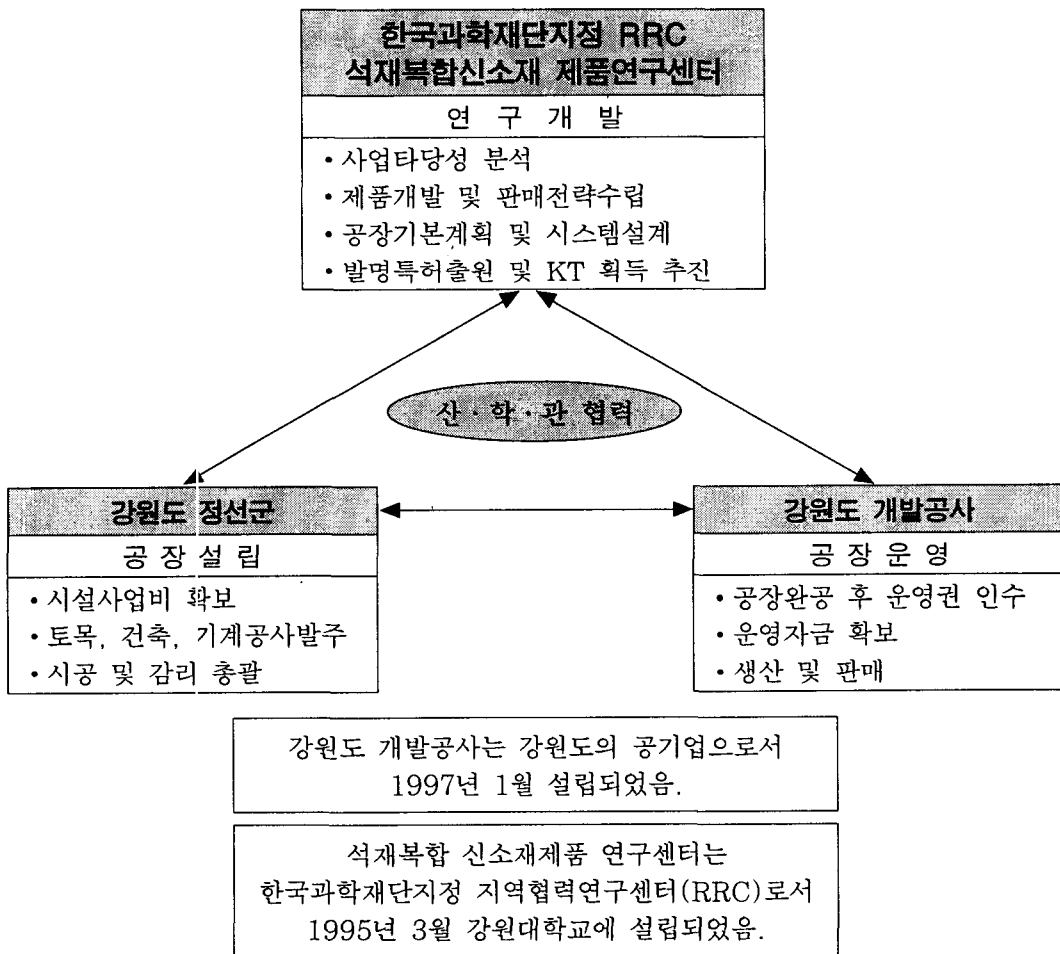 한국과학재단지정 RRC
석재복합신소재 제품연구센터
연 구 개 발
• 사업타당성 분석
• 제품개발 및 판매전략수립
• 공장기본계획 및 시스템설계
• 발명특허출원 및 KT 획득 추진
산·학·관 협력
강원도 정선군
공 장 설 립
• 시설사업비 확보
• 토목, 건축, 기계공사발주
• 시공 및 감리 총괄
강원도 개발공사
공 장 운 영
• 공장완공 후 운영권 인수
• 운영자금 확보
• 생산 및 판매
강원도 개발공사는 강원도의 공기업으로서
1997년 1월 설립되었음.
석재복합 신소재제품 연구센터는
한국과학재단지정 지역협력연구센터(RRC)로서
1995년 3월 강원대학교에 설립되었음.